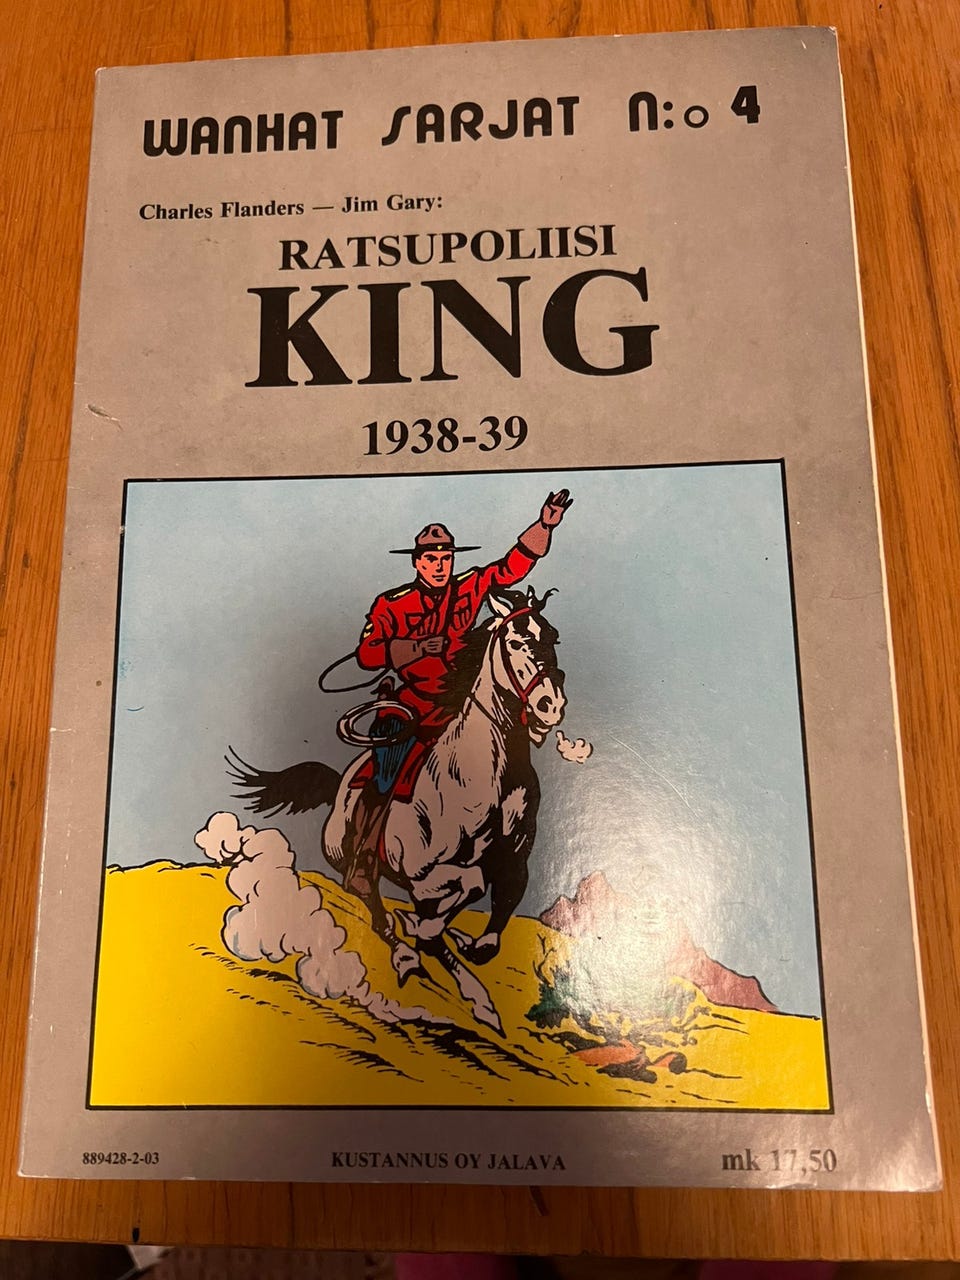 WANHAT SARJAT N:o 4
Charles Flanders — Jim Gary:
RATSUPOLIISI
KING
1938-39
889428-2-03 KUSTANNUS OY JALAVA mk 17,50